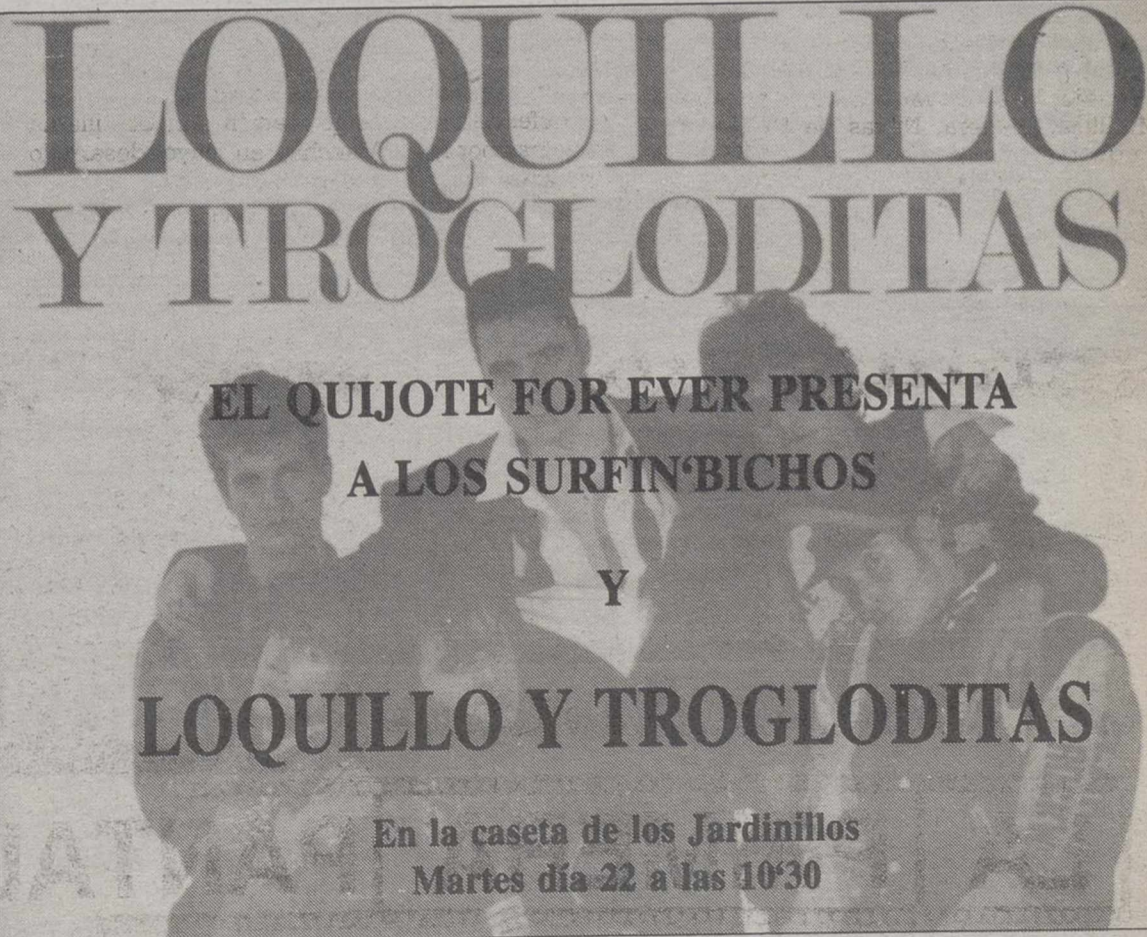 LOQUILLO
Y TROGLODITAS
EL QUIJOTE FOR EVER PRESENTA
A LOS SURFIN‘BICHOS
Y
LOQUILLO Y TROGLODITAS
En la caseta de los Jardinillos
Martes día 22 a las 10‘30